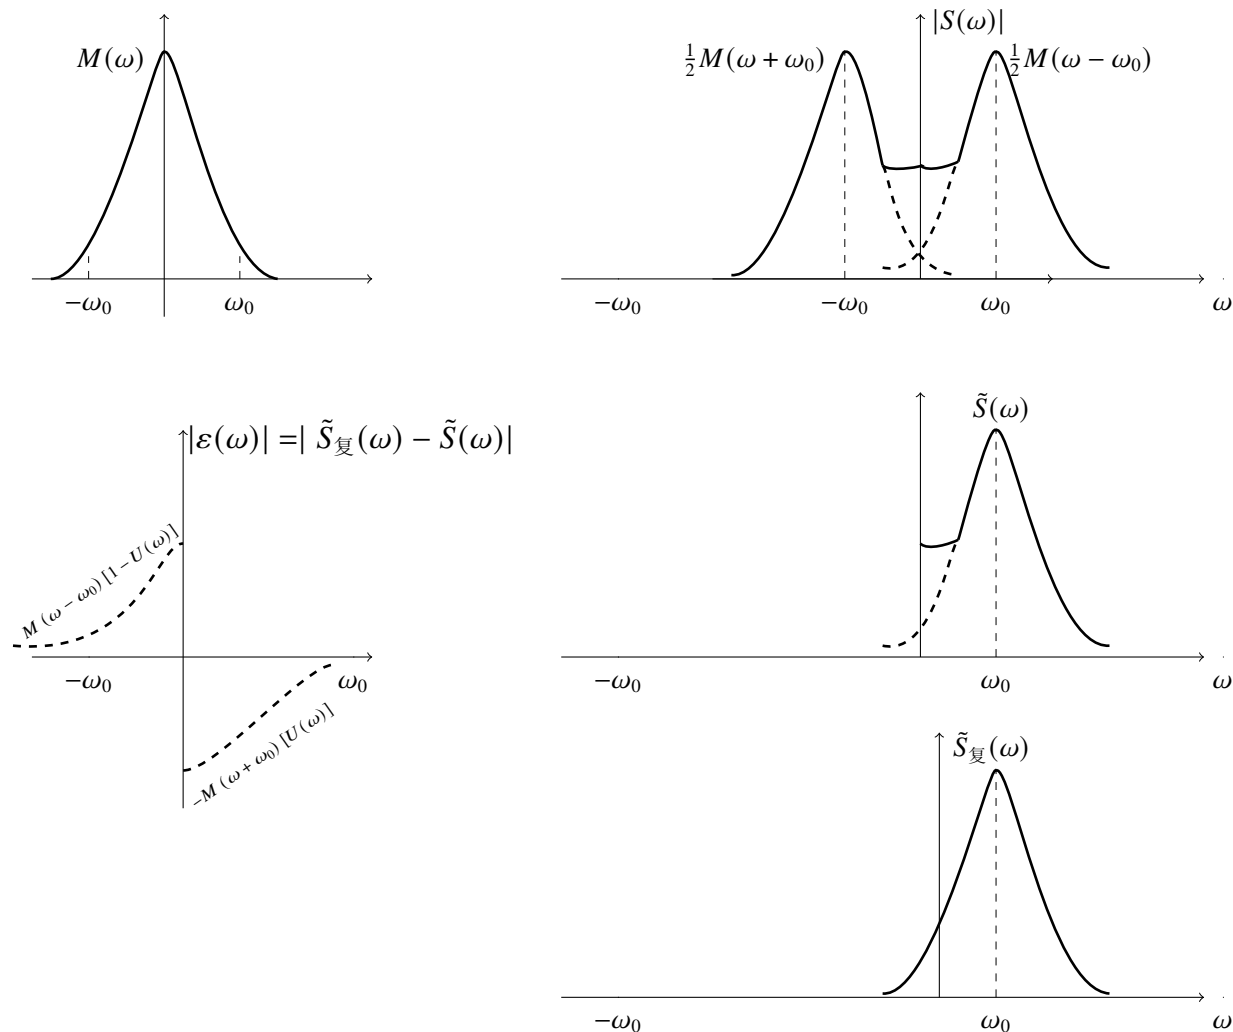 M(ω)
−ω₀
ω₀
|S(ω)|
½M(ω + ω₀)
½M(ω − ω₀)
−ω₀
−ω₀
ω₀
ω
|ε(ω)| =| S̃复(ω) − S̃(ω)|
M (ω − ω₀) [1 − U(ω)]
−ω₀
ω₀
−M (ω + ω₀) [U(ω)]
S̃(ω)
−ω₀
ω₀
ω
S̃复(ω)
−ω₀
ω₀
ω